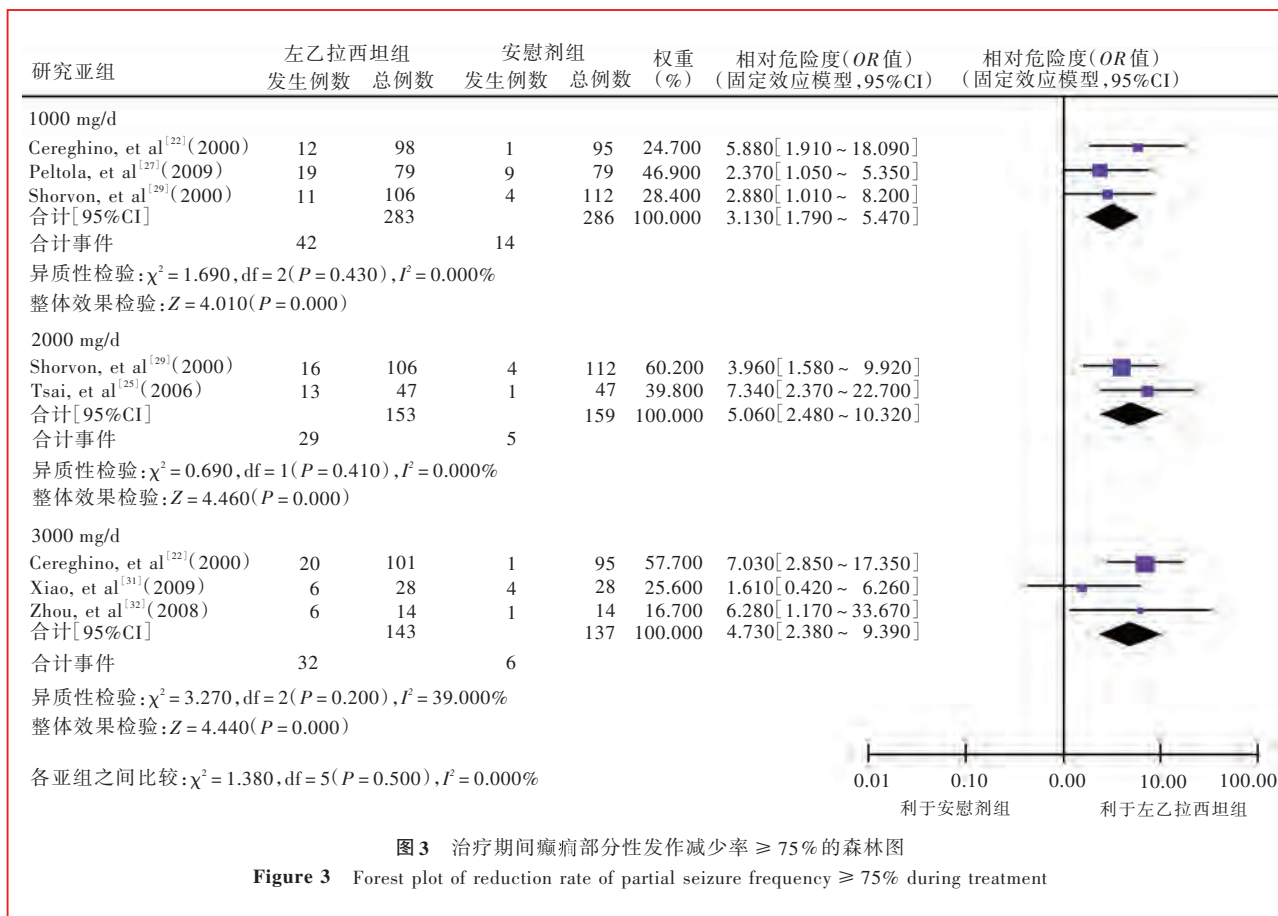 研究亚组 左乙拉西坦组 安慰剂组 权重 相对危险度(OR值) 相对危险度(OR值)
发生例数 总例数 发生例数 总例数 (%) (固定效应模型,95%CI) (固定效应模型,95%CI)
1000 mg/d
Cereghino, et al[22](2000) 12 98 1 95 24.700 5.880[1.910~18.090]
Peltola, et al[27](2009) 19 79 9 79 46.900 2.370[1.050~ 5.350]
Shorvon, et al[29](2000) 11 106 4 112 28.400 2.880[1.010~ 8.200]
合计[95%CI] 283 286 100.000 3.130[1.790~ 5.470]
合计事件 42 14
异质性检验:χ²=1.690,df=2(P=0.430),I²=0.000%
整体效果检验:Z=4.010(P=0.000)
2000 mg/d
Shorvon, et al[29](2000) 16 106 4 112 60.200 3.960[1.580~ 9.920]
Tsai, et al[25](2006) 13 47 1 47 39.800 7.340[2.370~22.700]
合计[95%CI] 153 159 100.000 5.060[2.480~10.320]
合计事件 29 5
异质性检验:χ²=0.690,df=1(P=0.410),I²=0.000%
整体效果检验:Z=4.460(P=0.000)
3000 mg/d
Cereghino, et al[22](2000) 20 101 1 95 57.700 7.030[2.850~17.350]
Xiao, et al[31](2009) 6 28 4 28 25.600 1.610[0.420~ 6.260]
Zhou, et al[32](2008) 6 14 1 14 16.700 6.280[1.170~33.670]
合计[95%CI] 143 137 100.000 4.730[2.380~ 9.390]
合计事件 32 6
异质性检验:χ²=3.270,df=2(P=0.200),I²=39.000%
整体效果检验:Z=4.440(P=0.000)
各亚组之间比较:χ²=1.380,df=5(P=0.500),I²=0.000%
0.01 0.10 0.00 10.00 100.00
利于安慰剂组 利于左乙拉西坦组
图3 治疗期间癫痫部分性发作减少率≥75%的森林图
Figure 3 Forest plot of reduction rate of partial seizure frequency ≥ 75% during treatment